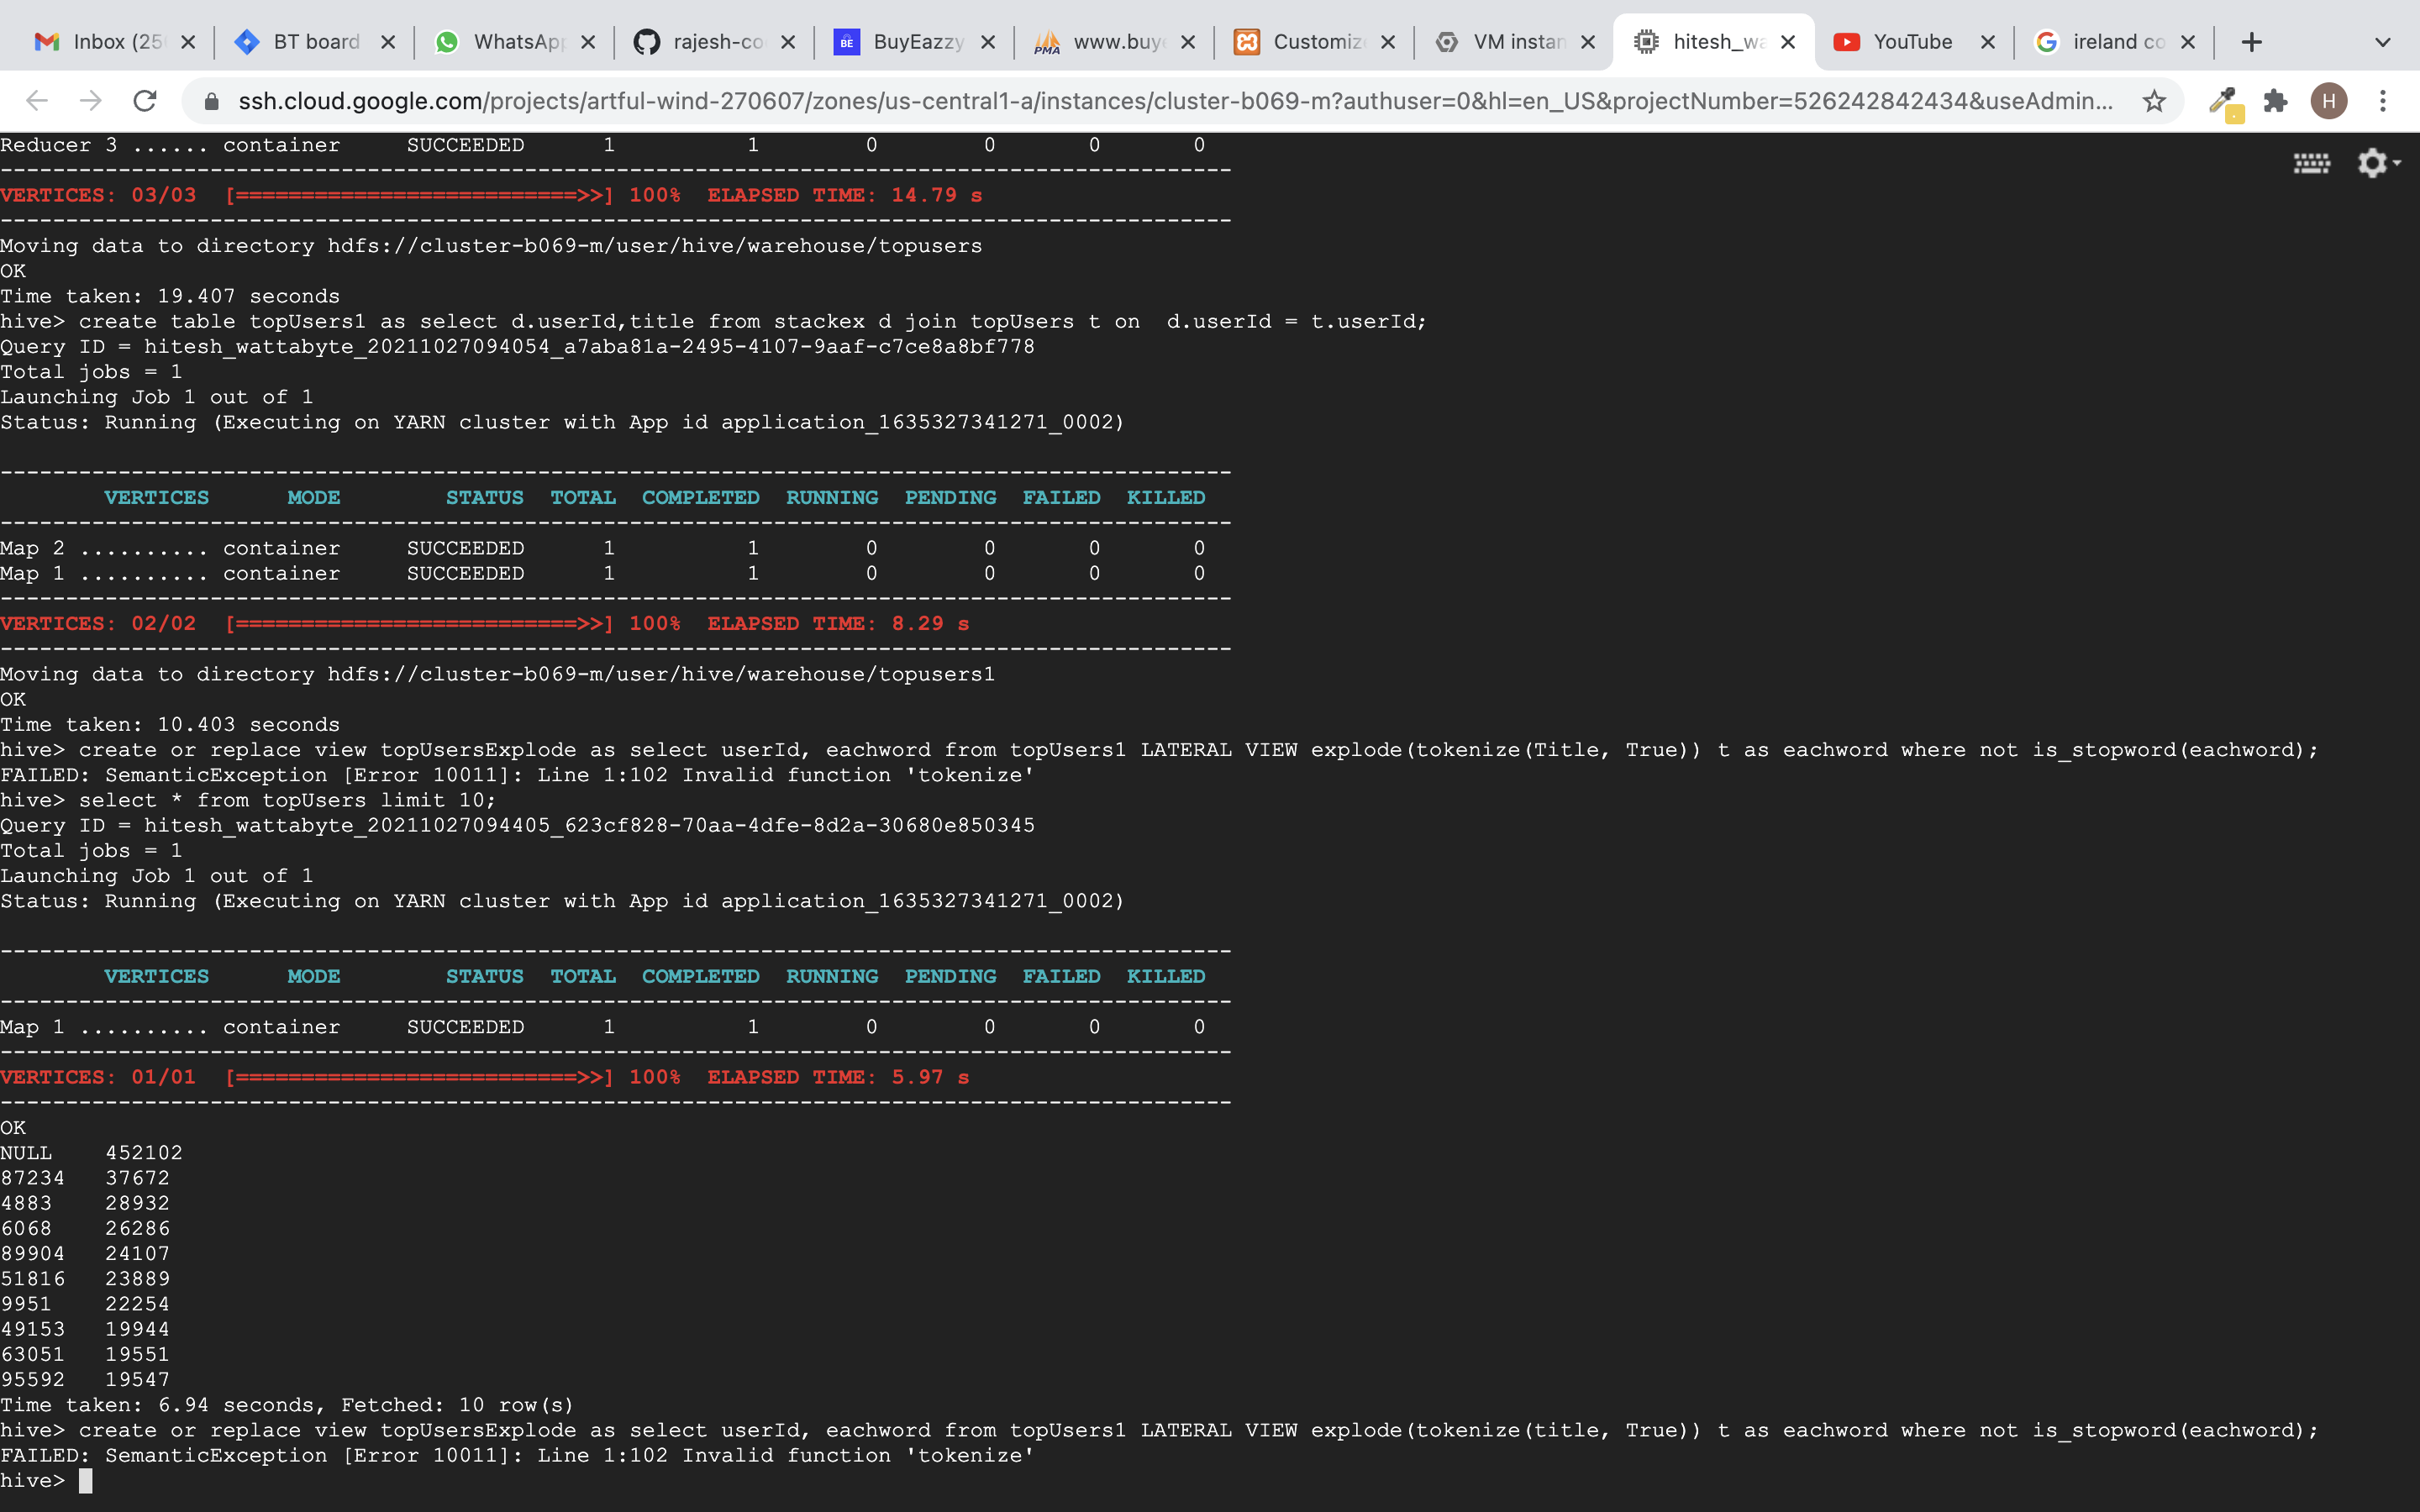 Inbox (25
BT board
WhatsApp
rajesh-co
BE
BuyEazzy
PMA
www.buye
Customiz
VM instan
hitesh_wa
YouTube
ireland co
ssh.cloud.google.com/projects/artful-wind-270607/zones/us-central1-a/instances/cluster-b069-m?authuser=0&hl=en_US&projectNumber=526242842434&useAdmin...
H
Reducer 3 ...... container     SUCCEEDED      1          1        0        0       0       0
----------------------------------------------------------------------------------------------
VERTICES: 03/03  [==========================>>] 100%  ELAPSED TIME: 14.79 s
----------------------------------------------------------------------------------------------
Moving data to directory hdfs://cluster-b069-m/user/hive/warehouse/topusers
OK
Time taken: 19.407 seconds
hive> create table topUsers1 as select d.userId,title from stackex d join topUsers t on  d.userId = t.userId;
Query ID = hitesh_wattabyte_20211027094054_a7aba81a-2495-4107-9aaf-c7ce8a8bf778
Total jobs = 1
Launching Job 1 out of 1
Status: Running (Executing on YARN cluster with App id application_1635327341271_0002)
----------------------------------------------------------------------------------------------
        VERTICES      MODE        STATUS  TOTAL  COMPLETED  RUNNING  PENDING  FAILED  KILLED
----------------------------------------------------------------------------------------------
Map 2 .......... container     SUCCEEDED      1          1        0        0       0       0
Map 1 .......... container     SUCCEEDED      1          1        0        0       0       0
----------------------------------------------------------------------------------------------
VERTICES: 02/02  [==========================>>] 100%  ELAPSED TIME: 8.29 s
----------------------------------------------------------------------------------------------
Moving data to directory hdfs://cluster-b069-m/user/hive/warehouse/topusers1
OK
Time taken: 10.403 seconds
hive> create or replace view topUsersExplode as select userId, eachword from topUsers1 LATERAL VIEW explode(tokenize(Title, True)) t as eachword where not is_stopword(eachword);
FAILED: SemanticException [Error 10011]: Line 1:102 Invalid function 'tokenize'
hive> select * from topUsers limit 10;
Query ID = hitesh_wattabyte_20211027094405_623cf828-70aa-4dfe-8d2a-30680e850345
Total jobs = 1
Launching Job 1 out of 1
Status: Running (Executing on YARN cluster with App id application_1635327341271_0002)
----------------------------------------------------------------------------------------------
        VERTICES      MODE        STATUS  TOTAL  COMPLETED  RUNNING  PENDING  FAILED  KILLED
----------------------------------------------------------------------------------------------
Map 1 .......... container     SUCCEEDED      1          1        0        0       0       0
----------------------------------------------------------------------------------------------
VERTICES: 01/01  [==========================>>] 100%  ELAPSED TIME: 5.97 s
----------------------------------------------------------------------------------------------
OK
NULL    452102
87234   37672
4883    28932
6068    26286
89904   24107
51816   23889
9951    22254
49153   19944
63051   19551
95592   19547
Time taken: 6.94 seconds, Fetched: 10 row(s)
hive> create or replace view topUsersExplode as select userId, eachword from topUsers1 LATERAL VIEW explode(tokenize(title, True)) t as eachword where not is_stopword(eachword);
FAILED: SemanticException [Error 10011]: Line 1:102 Invalid function 'tokenize'
hive>